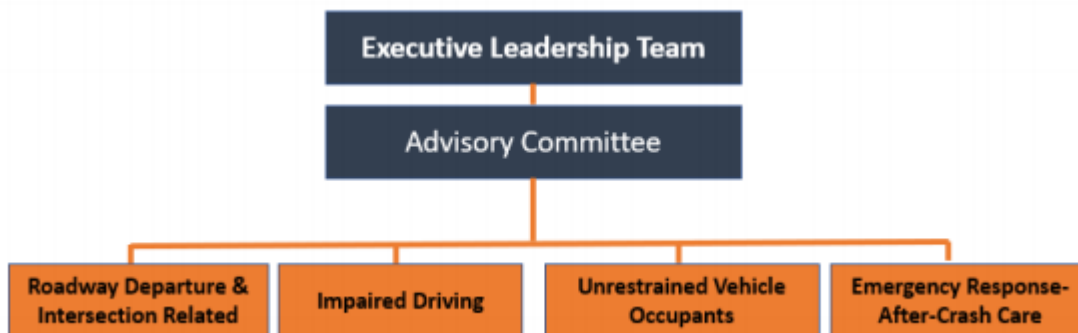 Executive Leadership Team
Advisory Committee
Roadway Departure &
Intersection Related
Impaired Driving
Unrestrained Vehicle
Occupants
Emergency Response-
After-Crash Care